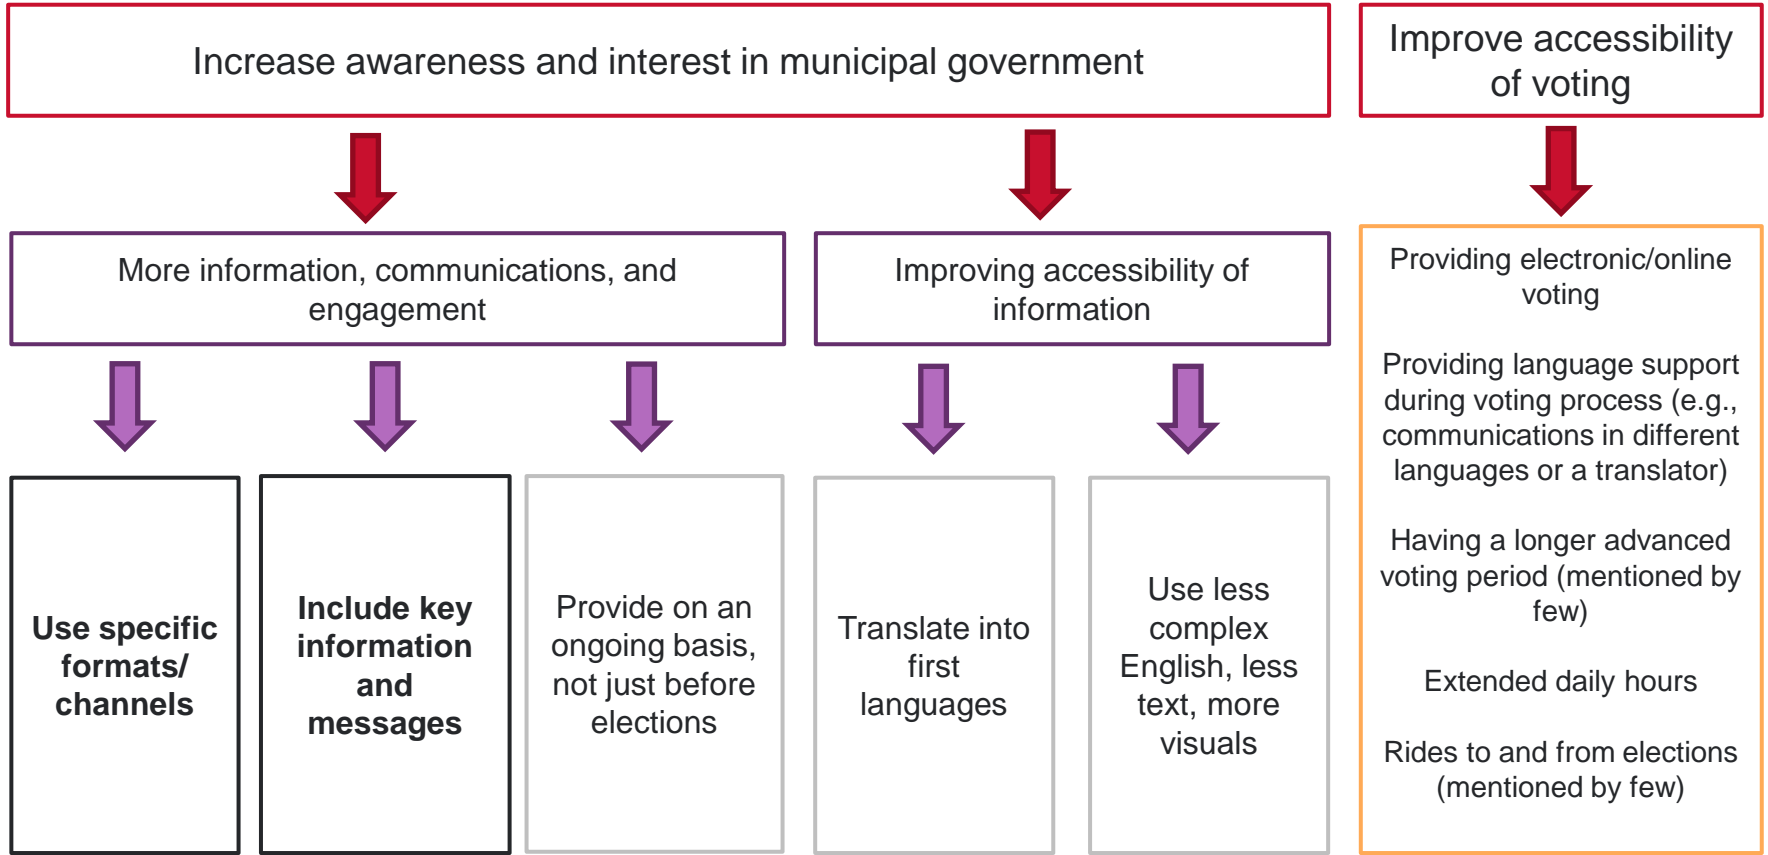 Increase awareness and interest in municipal government
Improve accessibility
of voting
More information, communications, and
engagement
Improving accessibility of
information
Use specific
formats/
channels
Include key
information
and
messages
Provide on an
ongoing basis,
not just before
elections
Translate into
first
languages
Use less
complex
English, less
text, more
visuals
Providing electronic/online
voting
Providing language support
during voting process (e.g.,
communications in different
languages or a translator)
Having a longer advanced
voting period (mentioned by
few)
Extended daily hours
Rides to and from elections
(mentioned by few)